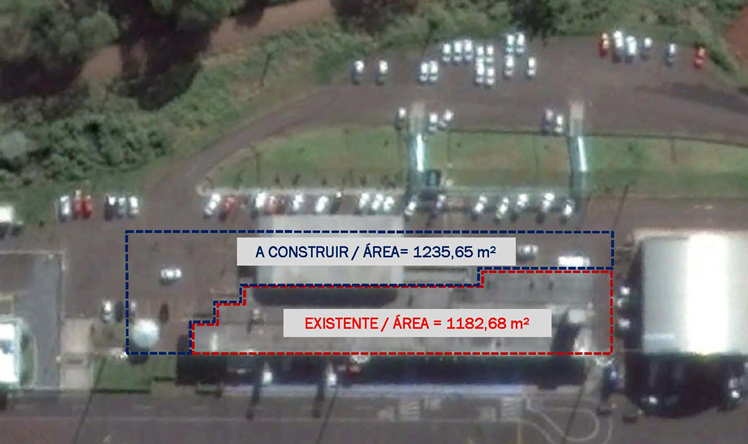 A CONSTRUIR / ÁREA= 1235,65 m²
EXISTENTE / ÁREA = 1182,68 m²